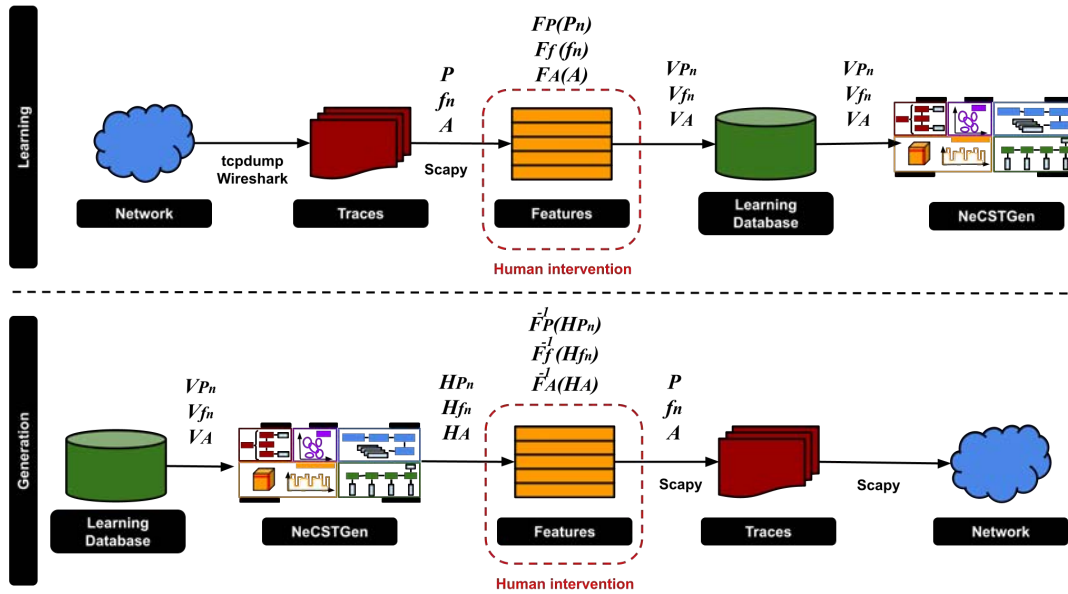 Learning
FP(Pn)
Ff(fn)
FA(A)
P
fn
A
VPn
Vfn
VA
VPn
Vfn
VA
tcpdump
Wireshark
Scapy
Network
Traces
Features
Learning
Database
NeCSTGen
Human intervention
Generation
F-1P(HPn)
F-1f(Hfn)
F-1A(HA)
VPn
Vfn
VA
HPn
Hfn
HA
P
fn
A
Scapy
Scapy
Learning
Database
NeCSTGen
Features
Traces
Network
Human intervention